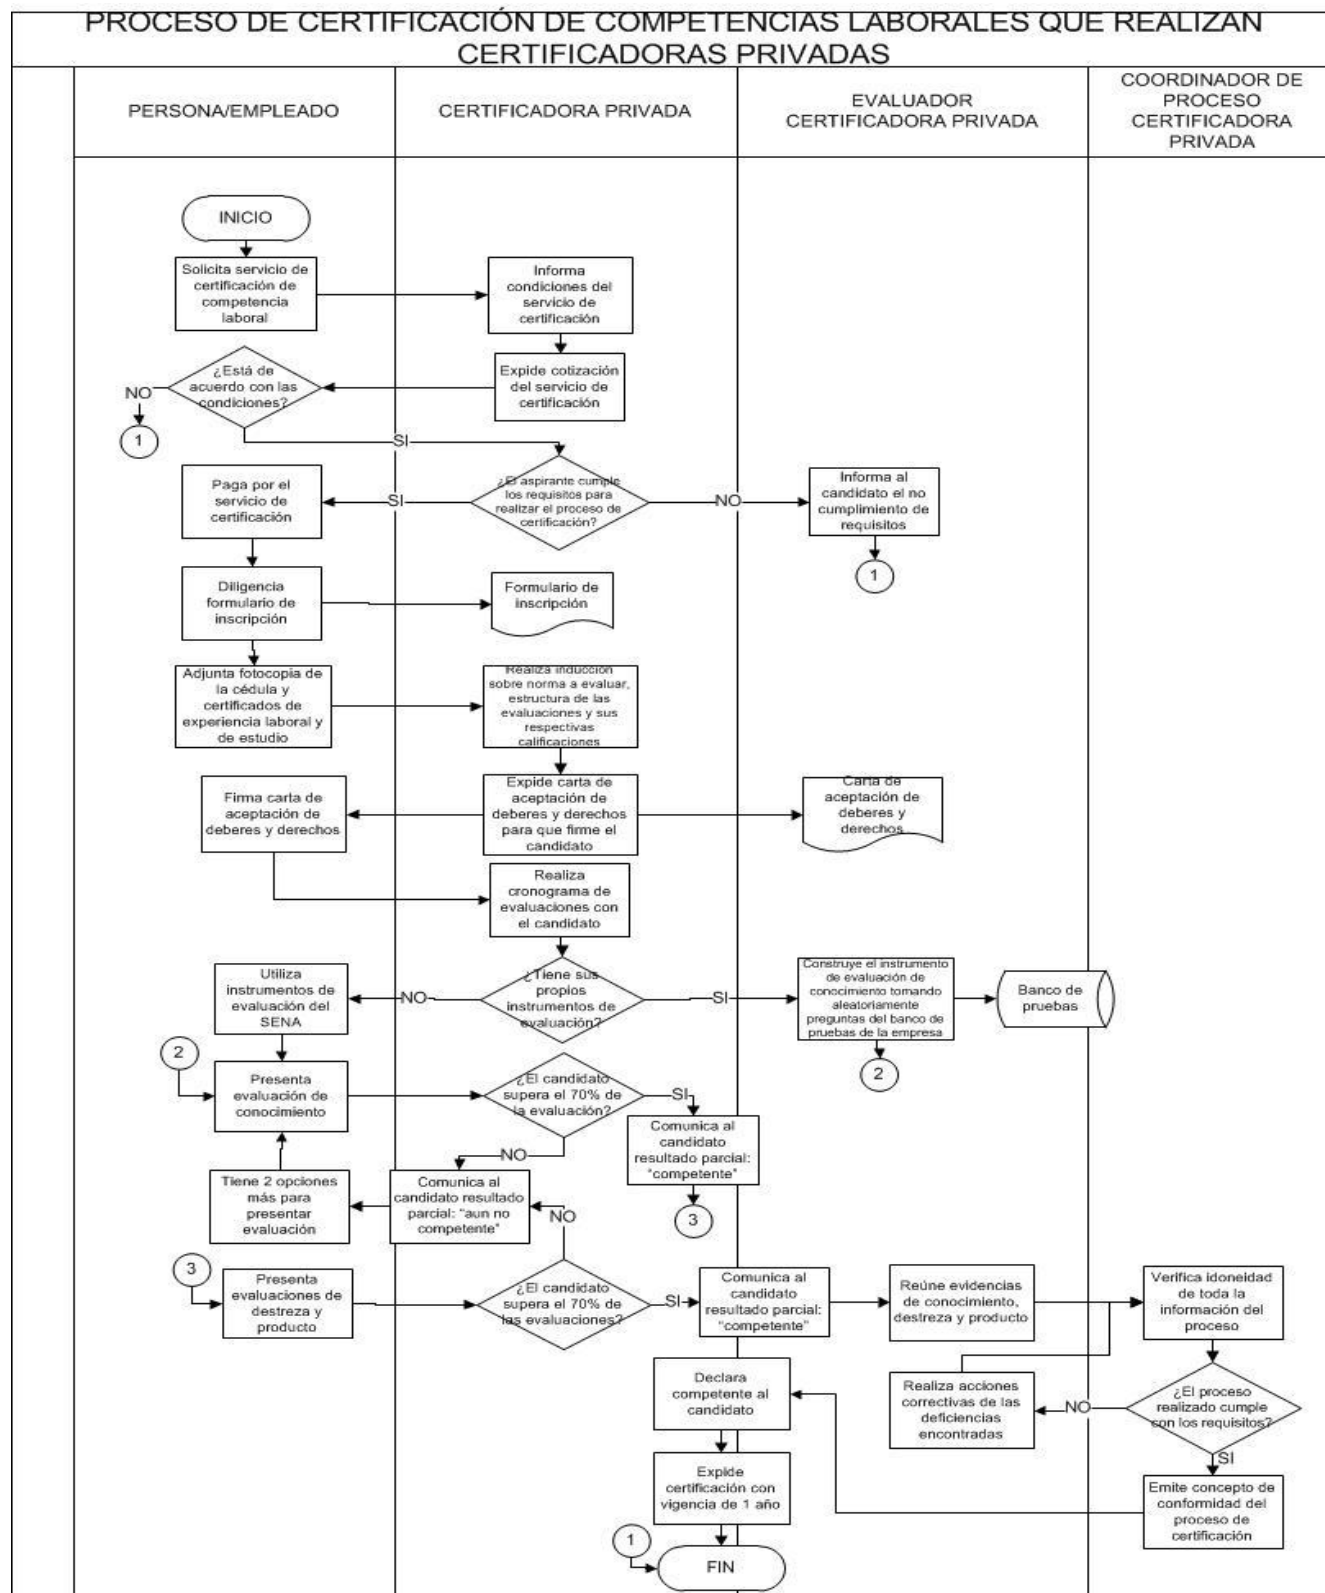 PROCESO DE CERTIFICACIÓN DE COMPETENCIAS LABORALES QUE REALIZAN
CERTIFICADORAS PRIVADAS
PERSONA/EMPLEADO
CERTIFICADORA PRIVADA
EVALUADOR
CERTIFICADORA PRIVADA
COORDINADOR DE
PROCESO
CERTIFICADORA
PRIVADA
INICIO
Solicita servicio de
certificación de
competencia
laboral
Informa
condiciones del
servicio de
certificación
¿Está de
acuerdo con las
condiciones?
NO
1
Expide cotización
del servicio de
certificación
SI
Paga por el
servicio de
certificación
SI
¿El aspirante cumple
los requisitos para
realizar el proceso de
certificación?
NO
Informa al
candidato el no
cumplimiento de
requisitos
1
Diligencia
formulario de
inscripción
Formulario de
inscripción
Adjunta fotocopia de
la cédula y
certificados de
experiencia laboral y
de estudio
Realiza inducción
sobre norma a evaluar,
estructura de las
evaluaciones y sus
respectivas
calificaciones
Firma carta de
aceptación de
deberes y derechos
Expide carta de
aceptación de
deberes y derechos
para que firme el
candidato
Carta de
aceptación de
deberes y
derechos
Realiza
cronograma de
evaluaciones con
el candidato
Utiliza
instrumentos de
evaluación del
SENA
NO
¿Tiene sus
propios
instrumentos de
evaluación?
SI
Construye el instrumento
de evaluación de
conocimiento tomando
aleatoriamente
preguntas del banco de
pruebas de la empresa
Banco de
pruebas
2
2
Presenta
evaluación de
conocimiento
¿El candidato
supera el 70% de
la evaluación?
SI
NO
Comunica al
candidato
resultado parcial:
"competente"
3
Tiene 2 opciones
más para
presentar
evaluación
Comunica al
candidato resultado
parcial: "aun no
competente"
NO
3
Presenta
evaluaciones de
destreza y
producto
¿El candidato
supera el 70% de
las evaluaciones?
SI
Comunica al
candidato
resultado parcial:
"competente"
Reúne evidencias
de conocimiento,
destreza y producto
Verifica idoneidad
de toda la
información del
proceso
Declara
competente al
candidato
Realiza acciones
correctivas de las
deficiencias
encontradas
NO
¿El proceso
realizado cumple
con los requisitos?
SI
Expide
certificación con
vigencia de 1 año
Emite concepto de
conformidad del
proceso de
certificación
1
FIN